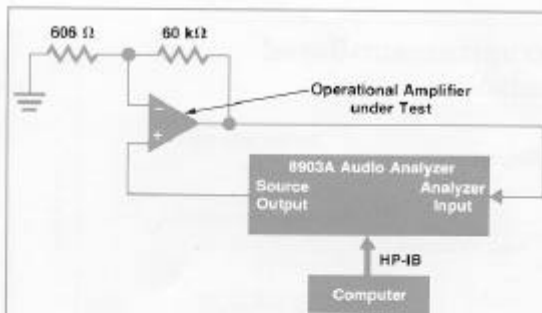 606 Ω
60 kΩ
Operational Amplifier
under Test
8903A Audio Analyzer
Source
Output
Analyzer
Input
HP-IB
Computer